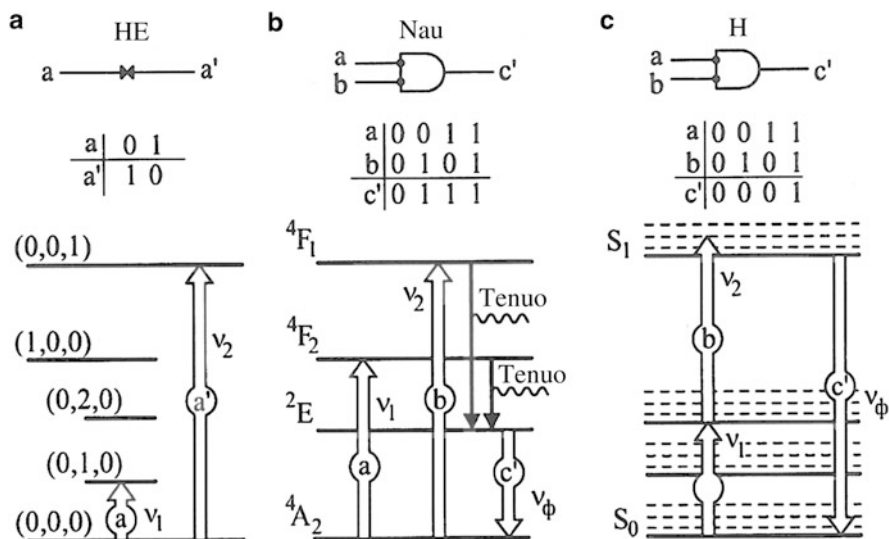 a
HE
a a'
a 0 1
a' 1 0
(0,0,1)
(1,0,0)
(0,2,0)
(0,1,0)
(0,0,0)
a ν1
a' ν2
b
Nau
a
b
c'
a 0 0 1 1
b 0 1 0 1
c' 0 1 1 1
⁴F₁
⁴F₂
²E
⁴A₂
ν₂
Tenuo
Tenuo
ν₁
b
a
c'
ν_ϕ
c
H
a
b
c'
a 0 0 1 1
b 0 1 0 1
c' 0 0 0 1
S₁
ν₂
b
c'
ν_ϕ
ν₁
S₀